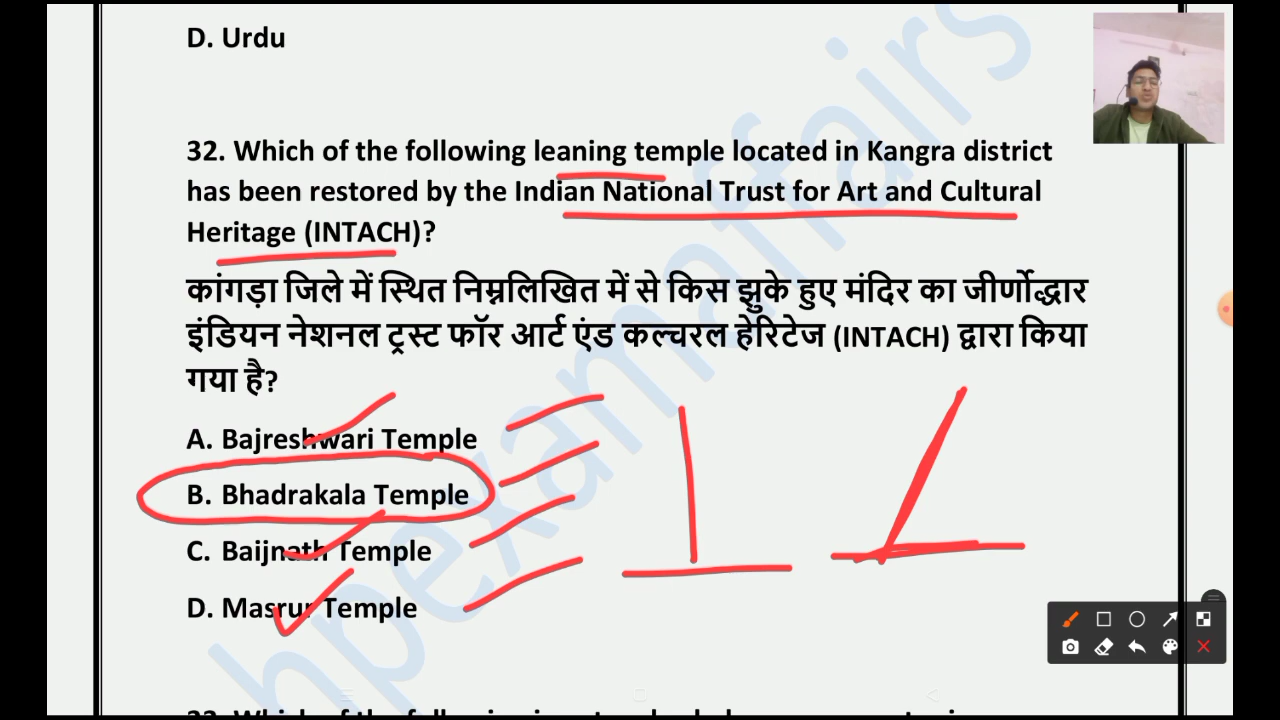 D. Urdu
32. Which of the following leaning temple located in Kangra district
has been restored by the Indian National Trust for Art and Cultural
Heritage (INTACH)?
कांगड़ा जिले में स्थित निम्नलिखित में से किस झुके हुए मंदिर का जीर्णोद्धार
इंडियन नेशनल ट्रस्ट फॉर आर्ट एंड कल्चरल हेरिटेज (INTACH) द्वारा किया
गया है?
A. Bajreshwari Temple
B. Bhadrakala Temple
C. Baijnath Temple
D. Masrur Temple
hpexamaffairs